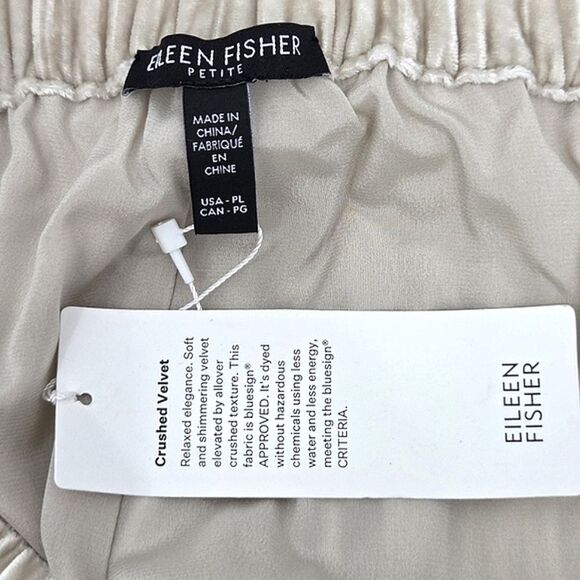 EILEEN FISHER
PETITE
MADE IN
CHINA/
FABRIQUÉ
EN
CHINE
USA - PL
CAN - PG
Crushed Velvet
Relaxed elegance. Soft
and shimmering velvet
elevated by allover
crushed texture. This
fabric is bluesign®
APPROVED. It's dyed
without hazardous
chemicals using less
water and less energy,
meeting the bluesign®
CRITERIA.
EILEEN
FISHER